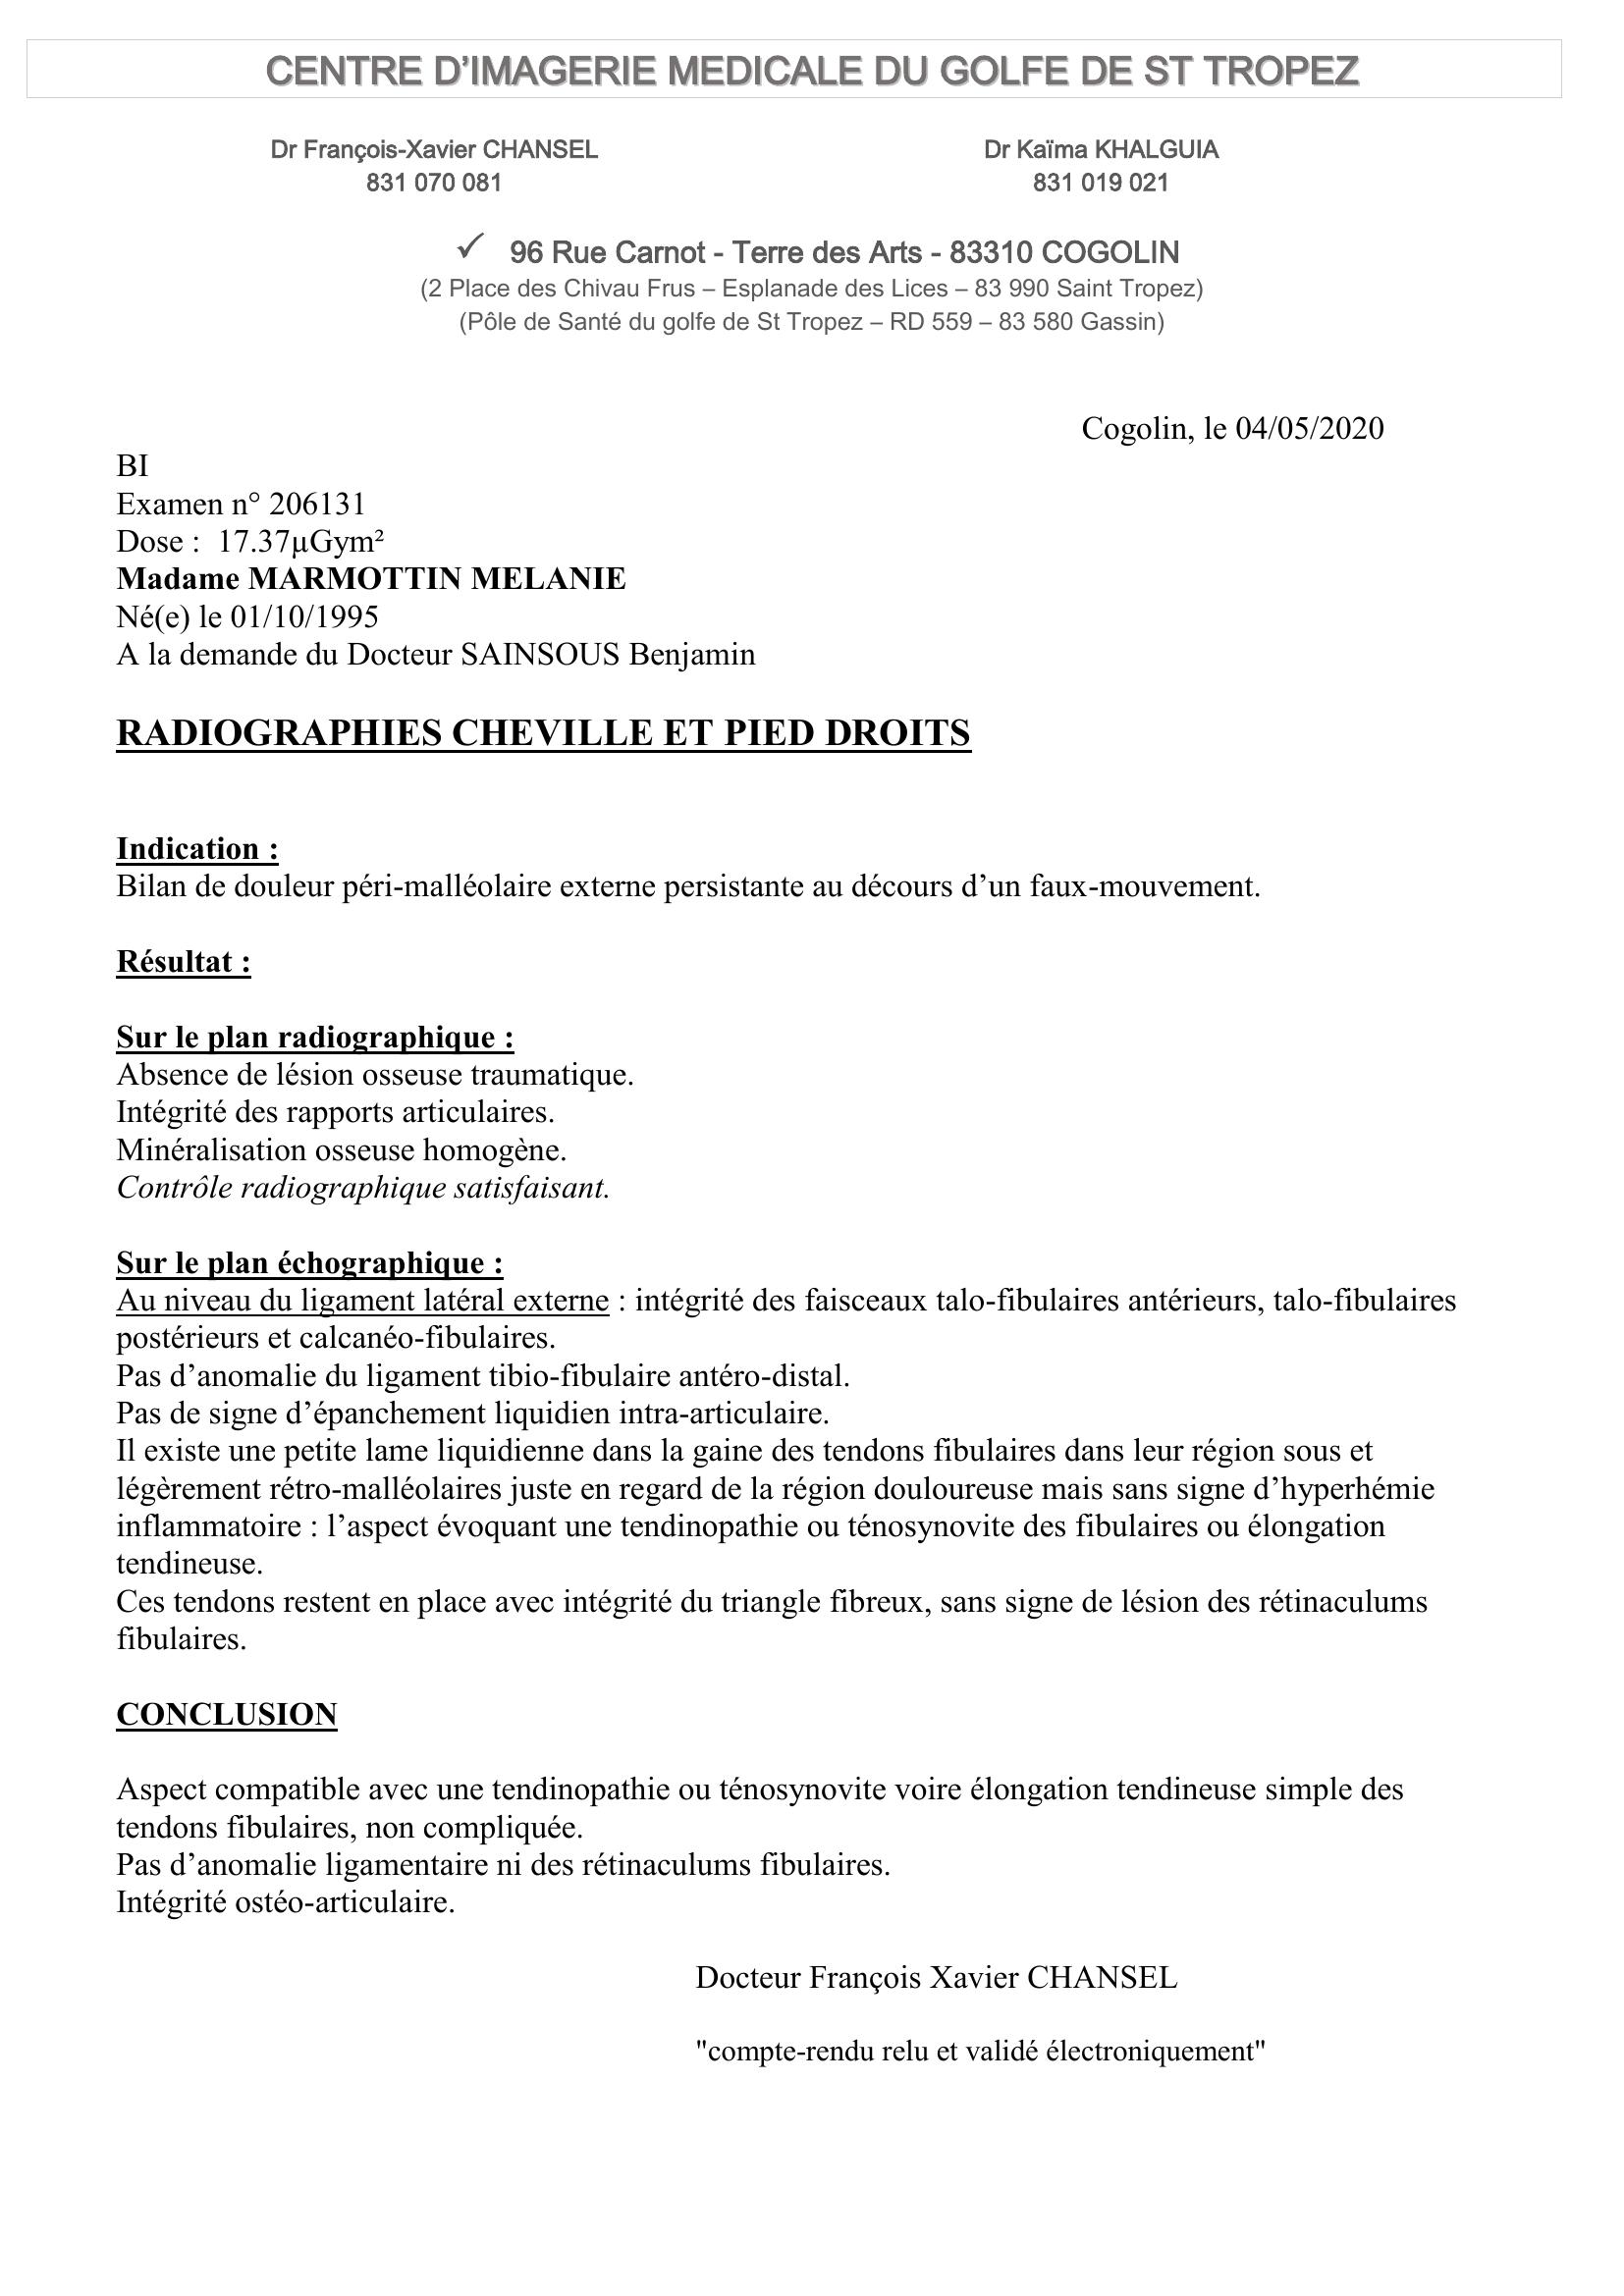 CENTRE D’IMAGERIE MEDICALE DU GOLFE DE ST TROPEZ
Dr François-Xavier CHANSEL
831 070 081
Dr Kaïma KHALGUIA
831 019 021
✓ 96 Rue Carnot - Terre des Arts - 83310 COGOLIN
(2 Place des Chivau Frus – Esplanade des Lices – 83 990 Saint Tropez)
(Pôle de Santé du golfe de St Tropez – RD 559 – 83 580 Gassin)
Cogolin, le 04/05/2020
BI
Examen n° 206131
Dose : 17.37µGym²
Madame MARMOTTIN MELANIE
Né(e) le 01/10/1995
A la demande du Docteur SAINSOUS Benjamin
RADIOGRAPHIES CHEVILLE ET PIED DROITS
Indication :
Bilan de douleur péri-malléolaire externe persistante au décours d’un faux-mouvement.
Résultat :
Sur le plan radiographique :
Absence de lésion osseuse traumatique.
Intégrité des rapports articulaires.
Minéralisation osseuse homogène.
Contrôle radiographique satisfaisant.
Sur le plan échographique :
Au niveau du ligament latéral externe : intégrité des faisceaux talo-fibulaires antérieurs, talo-fibulaires
postérieurs et calcanéo-fibulaires.
Pas d’anomalie du ligament tibio-fibulaire antéro-distal.
Pas de signe d’épanchement liquidien intra-articulaire.
Il existe une petite lame liquidienne dans la gaine des tendons fibulaires dans leur région sous et
légèrement rétro-malléolaires juste en regard de la région douloureuse mais sans signe d’hyperhémie
inflammatoire : l’aspect évoquant une tendinopathie ou ténosynovite des fibulaires ou élongation
tendineuse.
Ces tendons restent en place avec intégrité du triangle fibreux, sans signe de lésion des rétinaculums
fibulaires.
CONCLUSION
Aspect compatible avec une tendinopathie ou ténosynovite voire élongation tendineuse simple des
tendons fibulaires, non compliquée.
Pas d’anomalie ligamentaire ni des rétinaculums fibulaires.
Intégrité ostéo-articulaire.
Docteur François Xavier CHANSEL
"compte-rendu relu et validé électroniquement"